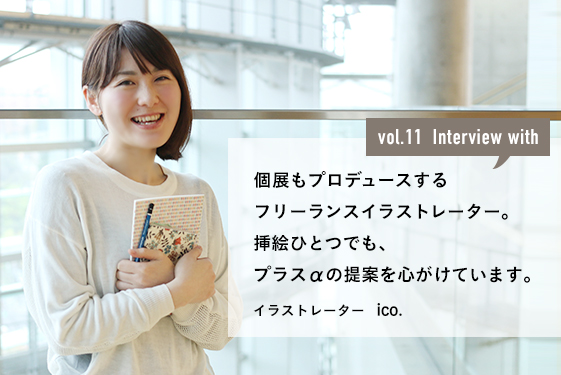 vol.11 Interview with
個展もプロデュースする
フリーランスイラストレーター。
挿絵ひとつでも、
プラスαの提案を心がけています。
イラストレーター ico.